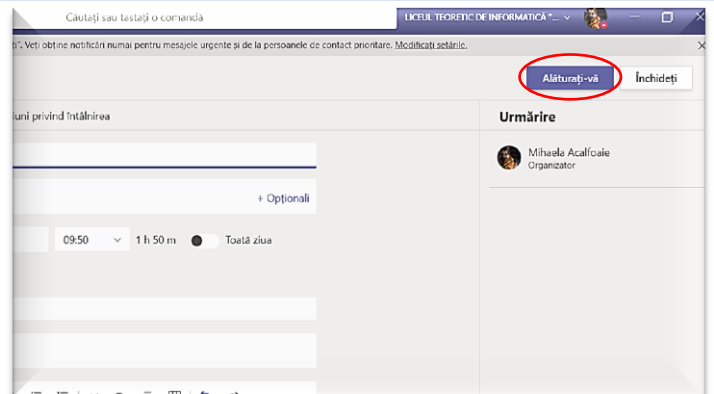 Căutați sau tastați o comandă
LICEUL TEORETIC DE INFORMATICĂ "...
ți". Veți obține notificări numai pentru mesajele urgente și de la persoanele de contact prioritare. Modificați setările.
Alăturați-vă
Închideți
iuni privind întâlnirea
Urmărire
Mihaela Acalfoaie
Organizator
+ Opționali
09:50 1 h 50 m Toată ziua